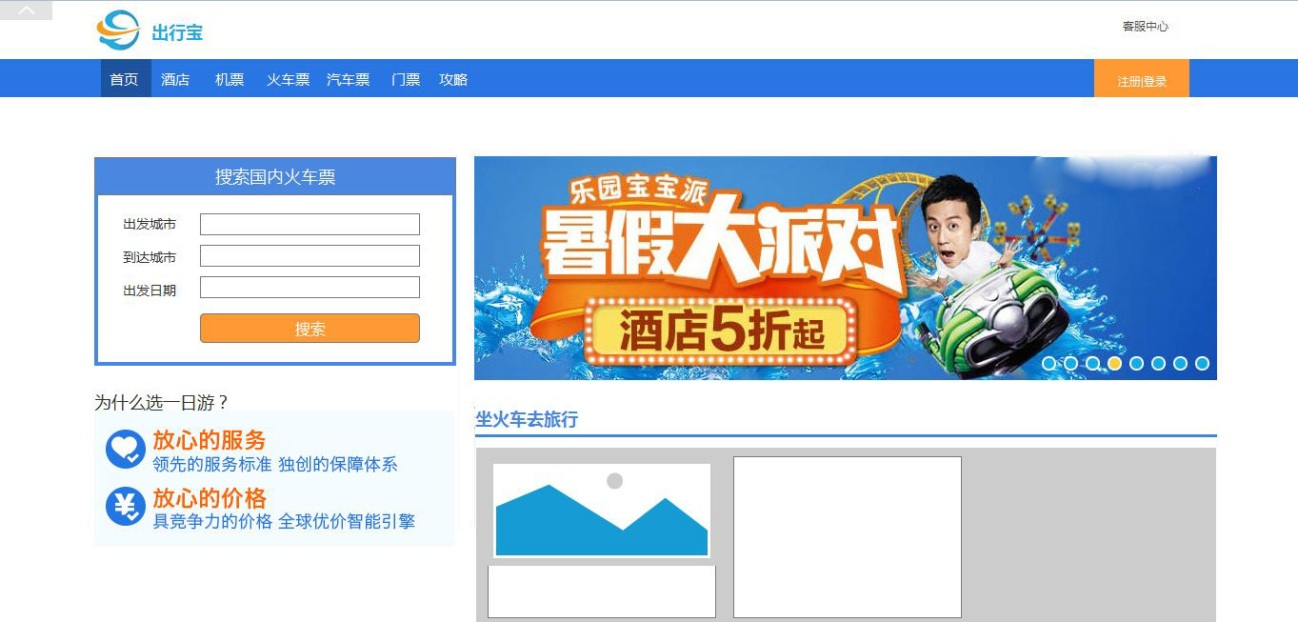 出行宝
客服中心
首页 酒店 机票 火车票 汽车票 门票 攻略
注册|登录
搜索国内火车票
出发城市
到达城市
出发日期
搜索
乐园宝宝派
暑假大派对
酒店5折起
为什么选一日游？
放心的服务
领先的服务标准 独创的保障体系
放心的价格
具竞争力的价格 全球优价智能引擎
坐火车去旅行